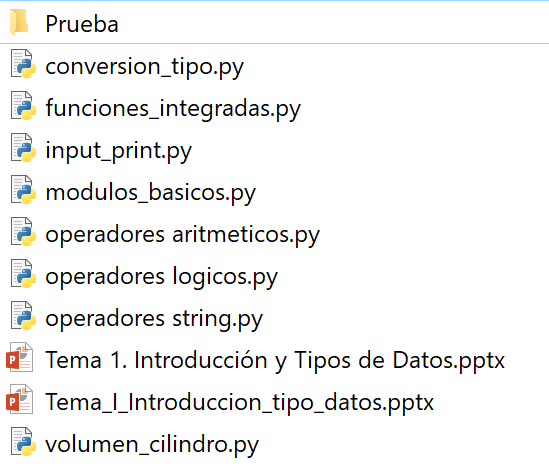 Prueba
conversion_tipo.py
funciones_integradas.py
input_print.py
modulos_basicos.py
operadores aritmeticos.py
operadores logicos.py
operadores string.py
Tema 1. Introducción y Tipos de Datos.pptx
Tema_I_Introduccion_tipo_datos.pptx
volumen_cilindro.py